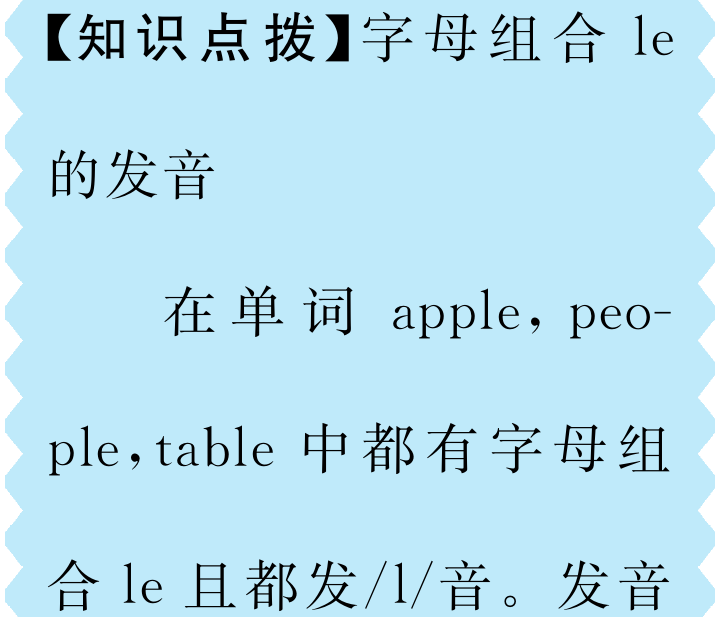 【知识点拨】字母组合 le
的发音
在单词 apple, peo-
ple,table 中都有字母组
合 le 且都发/l/音。发音